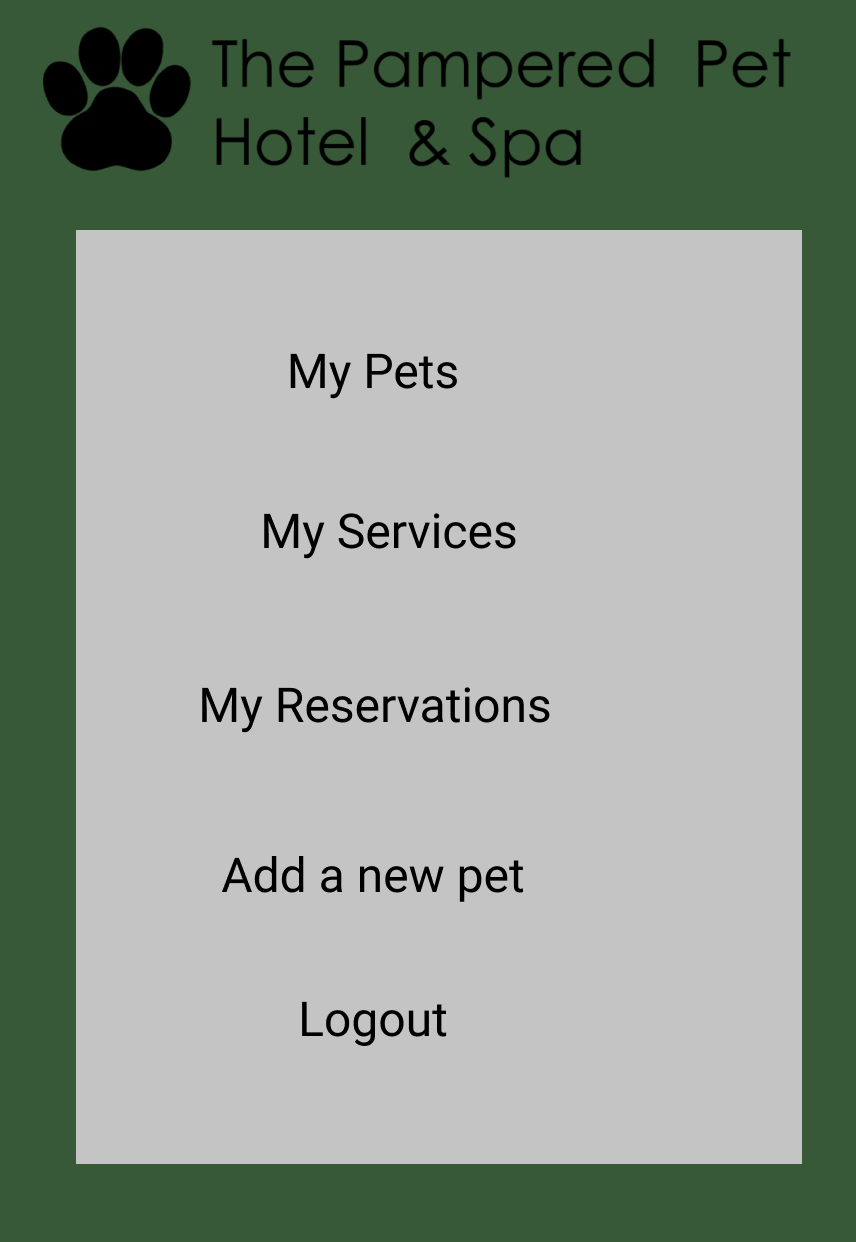 The Pampered Pet
Hotel & Spa
My Pets
My Services
My Reservations
Add a new pet
Logout